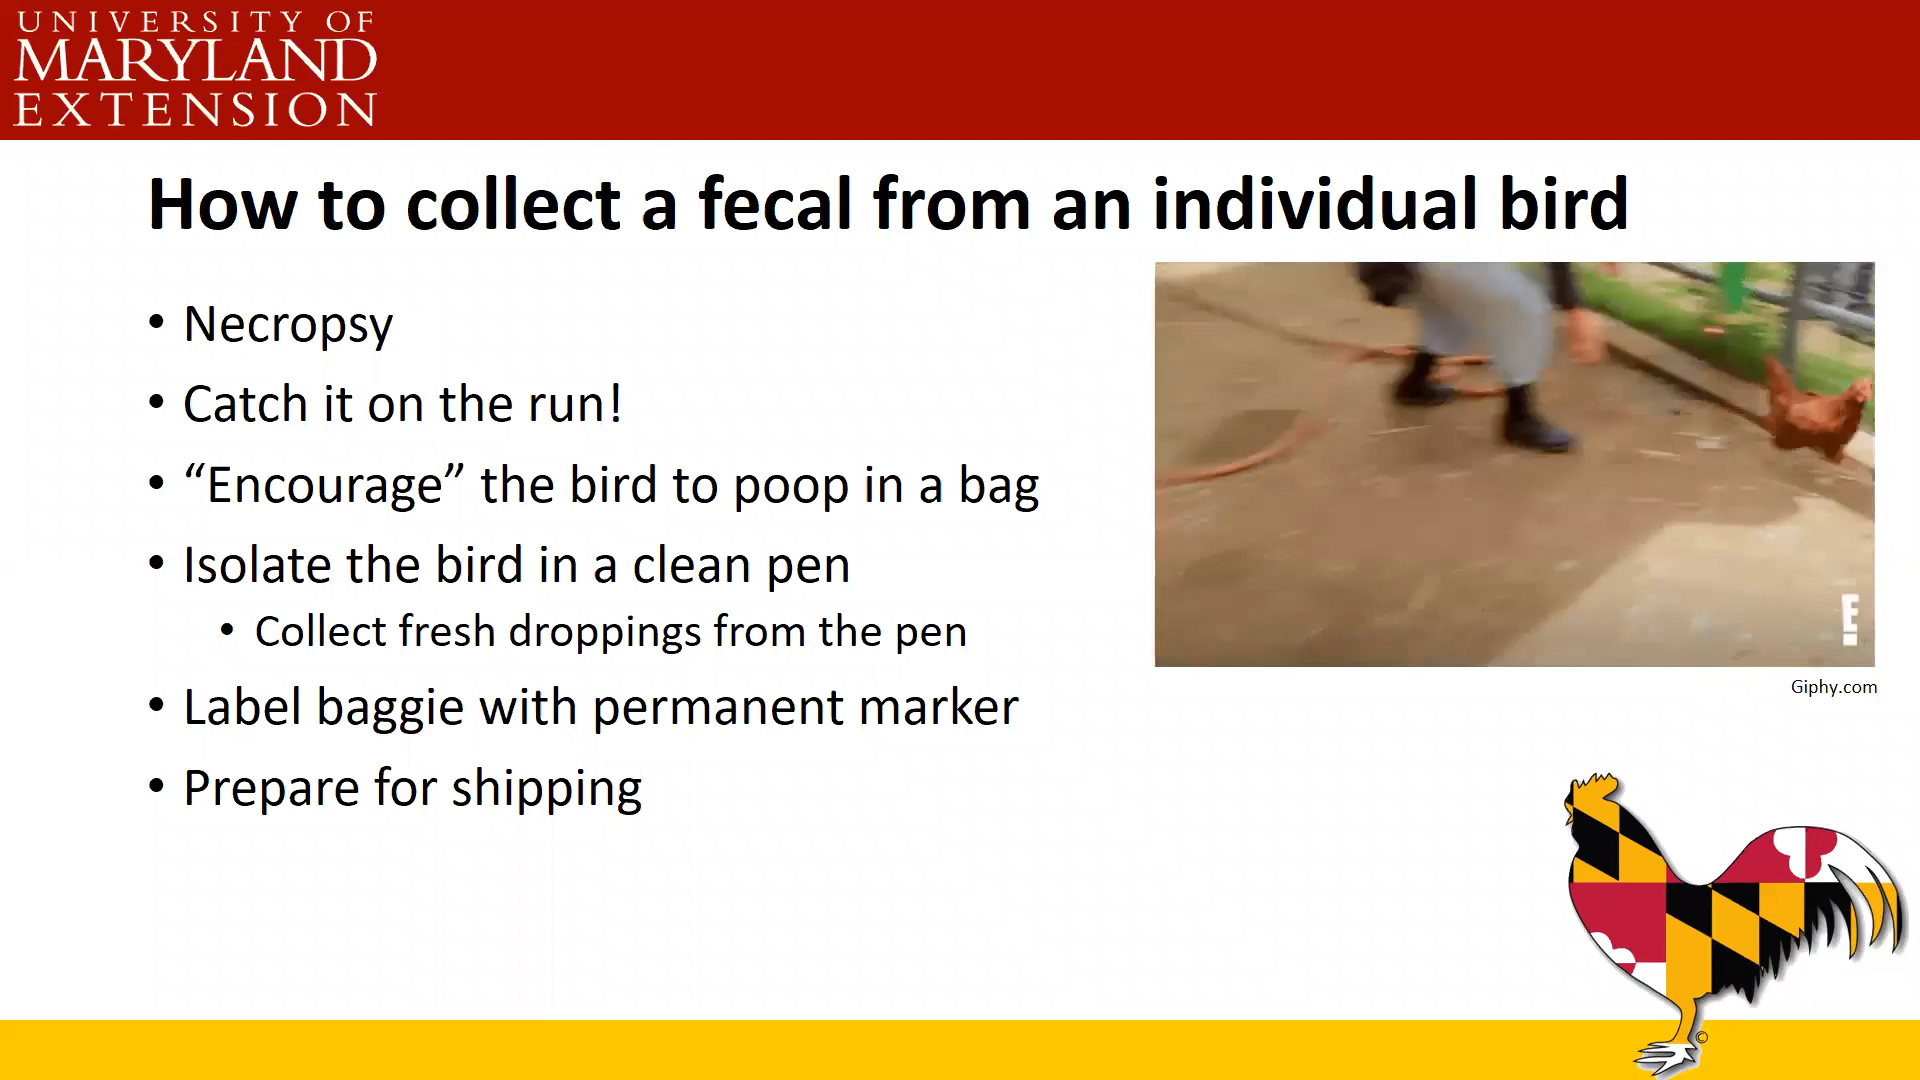 UNIVERSITY OF
MARYLAND
EXTENSION
How to collect a fecal from an individual bird
• Necropsy
• Catch it on the run!
• “Encourage” the bird to poop in a bag
• Isolate the bird in a clean pen
• Collect fresh droppings from the pen
• Label baggie with permanent marker
• Prepare for shipping
E!
Giphy.com
©